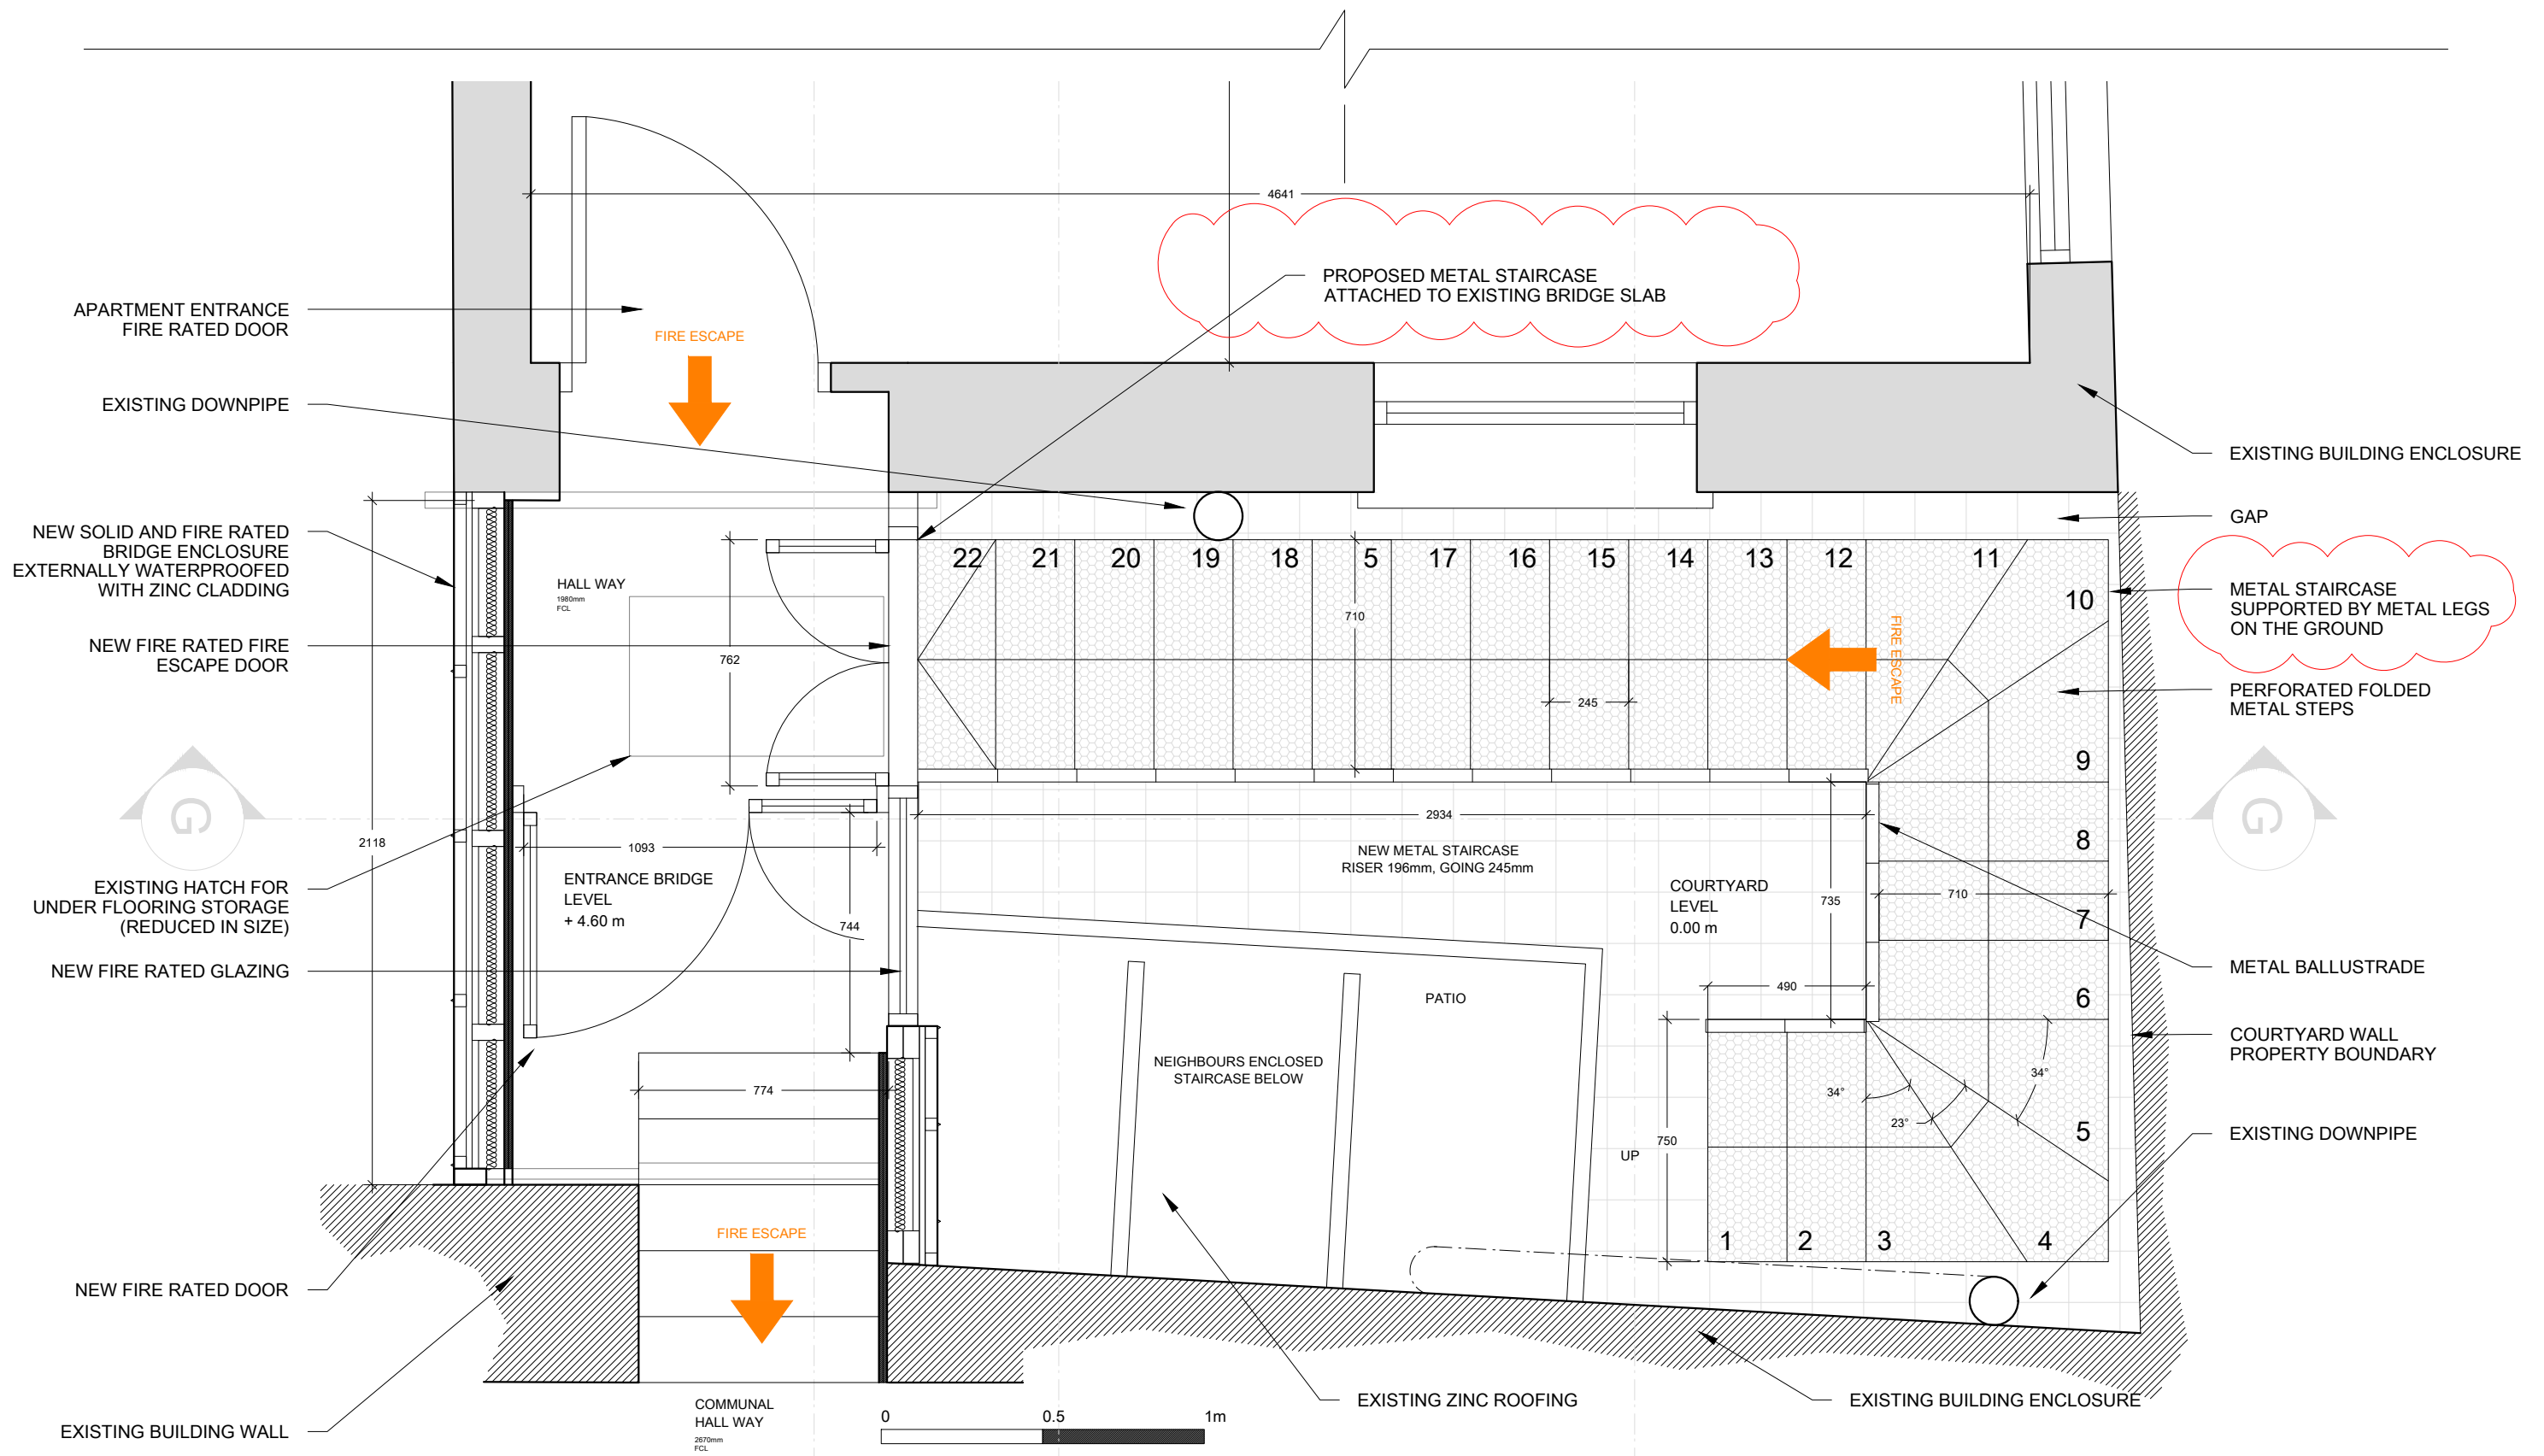 4641
PROPOSED METAL STAIRCASE
ATTACHED TO EXISTING BRIDGE SLAB
APARTMENT ENTRANCE
FIRE RATED DOOR
FIRE ESCAPE
EXISTING DOWNPIPE
EXISTING BUILDING ENCLOSURE
GAP
NEW SOLID AND FIRE RATED
BRIDGE ENCLOSURE
EXTERNALLY WATERPROOFED
WITH ZINC CLADDING
HALL WAY
1980mm
FCL
22 21 20 19 18 5 17 16 15 14 13 12 11
10
METAL STAIRCASE
SUPPORTED BY METAL LEGS
ON THE GROUND
NEW FIRE RATED FIRE
ESCAPE DOOR
762
710
245
FIRE ESCAPE
PERFORATED FOLDED
METAL STEPS
9
G
G
2118
1093
2934
NEW METAL STAIRCASE
RISER 196mm, GOING 245mm
8
EXISTING HATCH FOR
UNDER FLOORING STORAGE
(REDUCED IN SIZE)
ENTRANCE BRIDGE
LEVEL
+ 4.60 m
744
COURTYARD
LEVEL
0.00 m
735
710
7
NEW FIRE RATED GLAZING
METAL BALLUSTRADE
490
PATIO
6
COURTYARD WALL
PROPERTY BOUNDARY
NEIGHBOURS ENCLOSED
STAIRCASE BELOW
774
34°
34°
23°
5
EXISTING DOWNPIPE
750
UP
FIRE ESCAPE
1 2 3 4
NEW FIRE RATED DOOR
EXISTING ZINC ROOFING
EXISTING BUILDING ENCLOSURE
COMMUNAL
HALL WAY
2670mm
FCL
0 0.5 1m
EXISTING BUILDING WALL